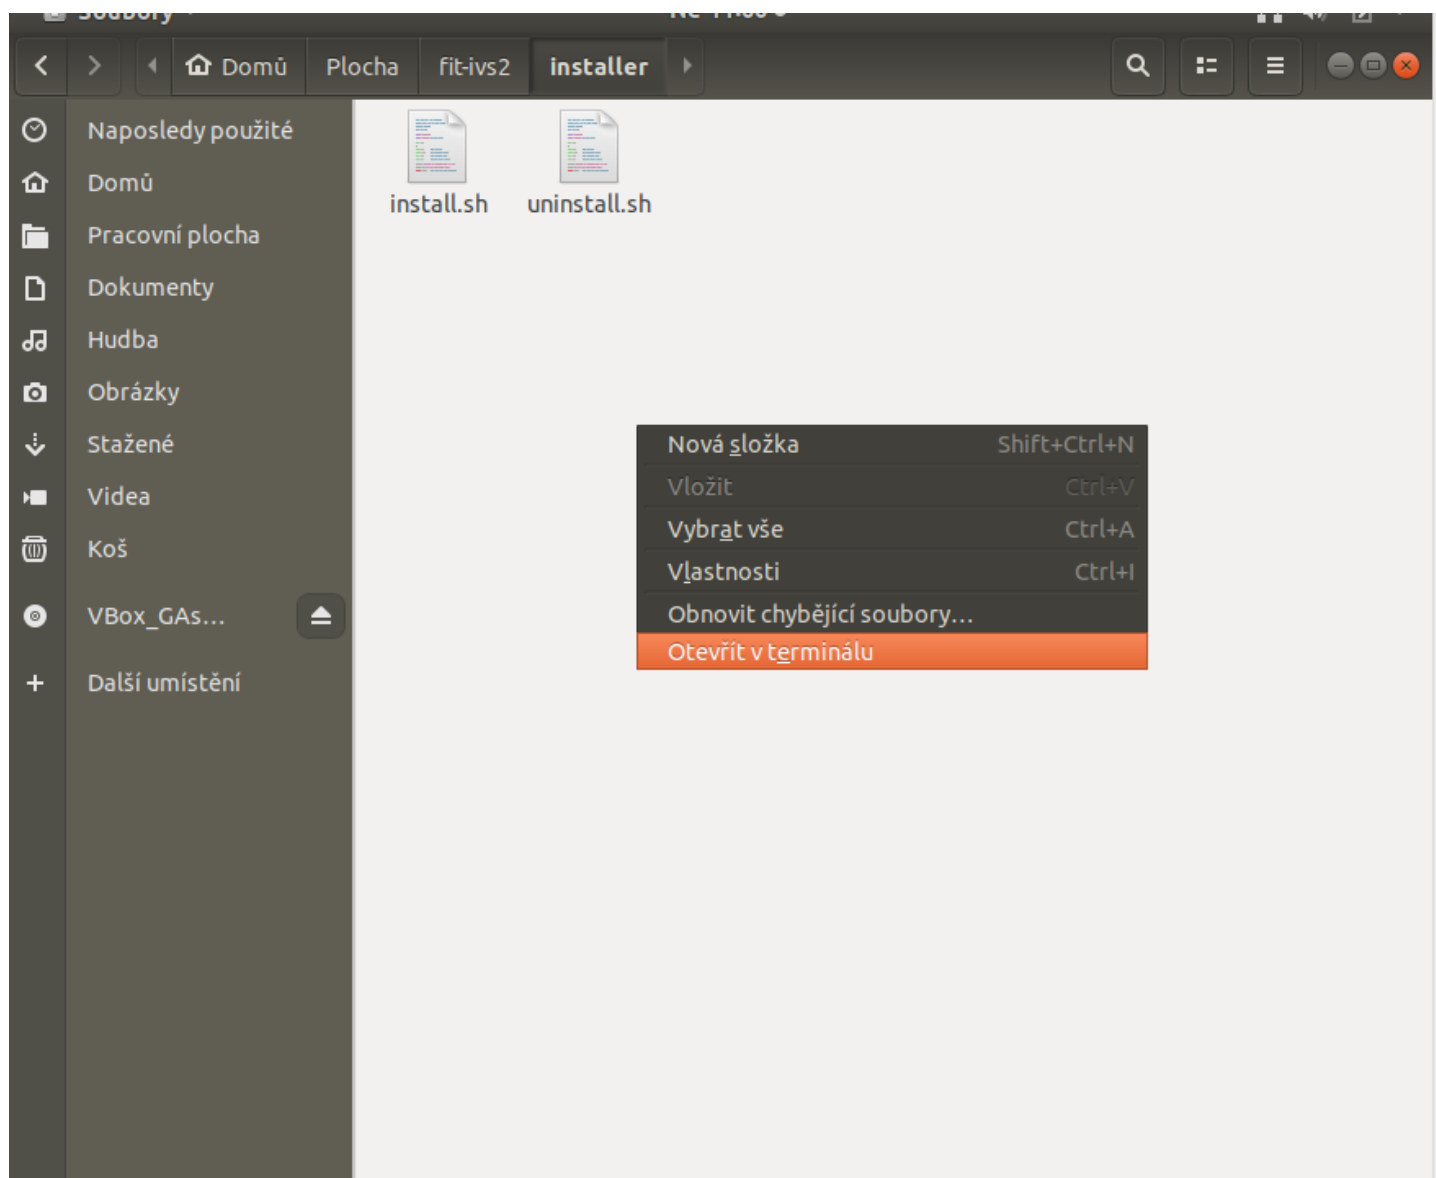 Soubory
Domů Plocha fit-ivs2 installer
Naposledy použité
Domů
Pracovní plocha
Dokumenty
Hudba
Obrázky
Stažené
Videa
Koš
VBox_GAs...
Další umístění
install.sh uninstall.sh
Nová složka Shift+Ctrl+N
Vložit Ctrl+V
Vybrat vše Ctrl+A
Vlastnosti Ctrl+I
Obnovit chybějící soubory...
Otevřít v terminálu